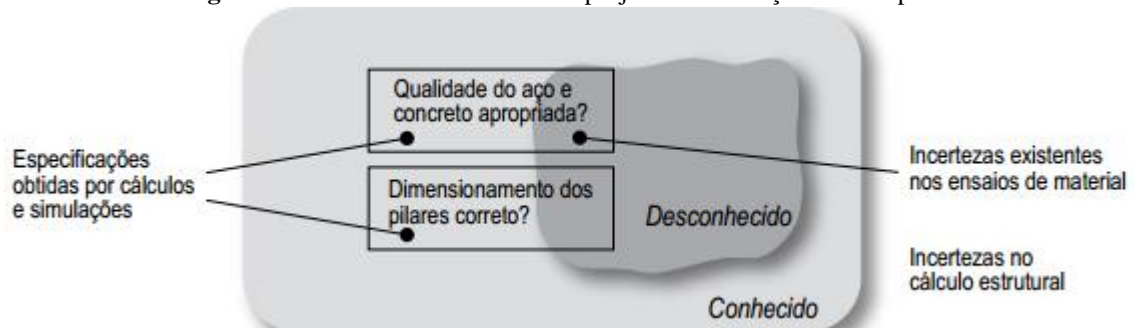 Qualidade do aço e
concreto apropriada?
Especificações
obtidas por cálculos
e simulações
Dimensionamento dos
pilares correto?
Desconhecido
Conhecido
Incertezas existentes
nos ensaios de material
Incertezas no
cálculo estrutural